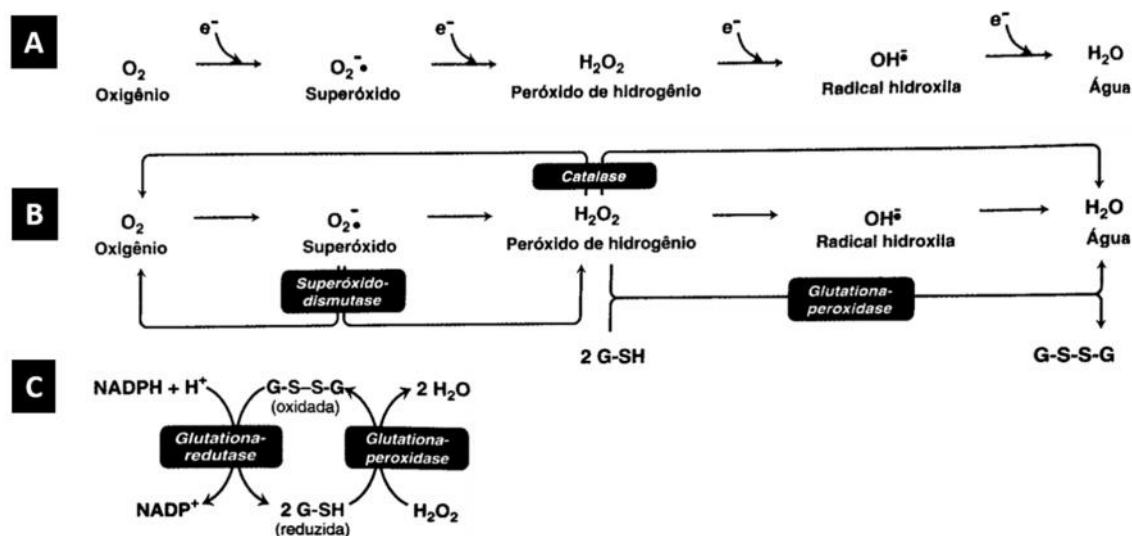 A
e⁻ e⁻ e⁻ e⁻
O₂ O₂⁻• H₂O₂ OH⁻• H₂O
Oxigênio Superóxido Peróxido de hidrogênio Radical hidroxila Água
Catalase
B
O₂ O₂⁻• H₂O₂ OH⁻• H₂O
Oxigênio Superóxido Peróxido de hidrogênio Radical hidroxila Água
Superóxido-
dismutase
Glutationa-
peroxidase
2 G-SH G-S-S-G
C
NADPH + H⁺ G-S-S-G 2 H₂O
(oxidada)
Glutationa-
redutase
Glutationa-
peroxidase
NADP⁺ 2 G-SH H₂O₂
(reduzida)